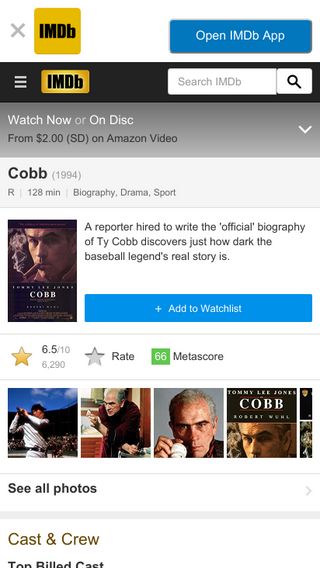 IMDb
Open IMDb App
IMDb
Search IMDb
Watch Now or On Disc
From $2.00 (SD) on Amazon Video
Cobb (1994)
R | 128 min | Biography, Drama, Sport
TOMMY LEE JONES
COBB
ROBERT WUHL
A reporter hired to write the 'official' biography
of Ty Cobb discovers just how dark the
baseball legend's real story is.
+ Add to Watchlist
6.5/10
6,290
Rate
66 Metascore
TOMMY LEE JONES
COBB
ROBERT WUHL
See all photos
Cast & Crew
Top Billed Cast